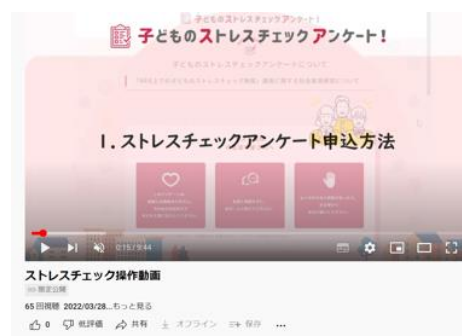 子どものストレスチェックアンケート!
子どものストレスチェックアンケート!
子どものストレスチェックアンケートについて
1.ストレスチェックアンケート申込方法
0:15 / 9:44
ストレスチェック操作動画
限定公開
65 回視聴 2022/03/28...もっと見る
0 低評価 共有 オフライン 保存 ...